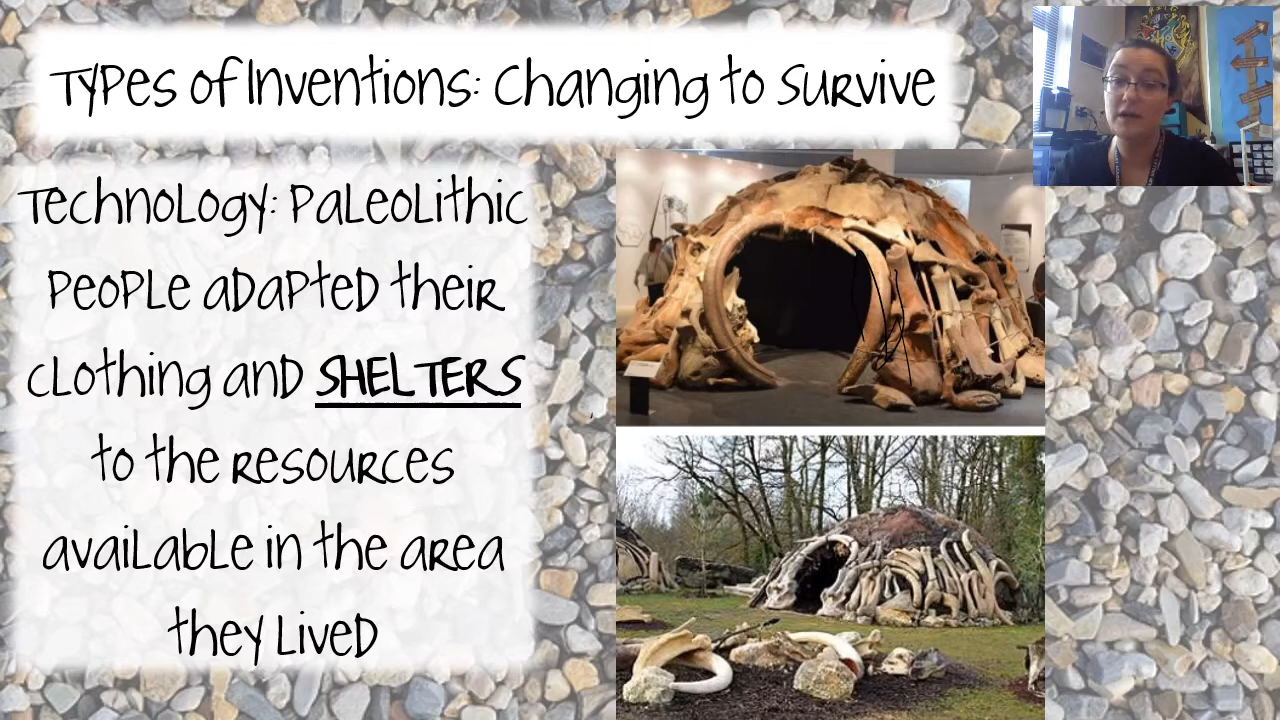 Types of Inventions: Changing to Survive
Technology: Paleolithic
people adapted their
clothing and SHELTERS
to the resources
available in the area
they lived